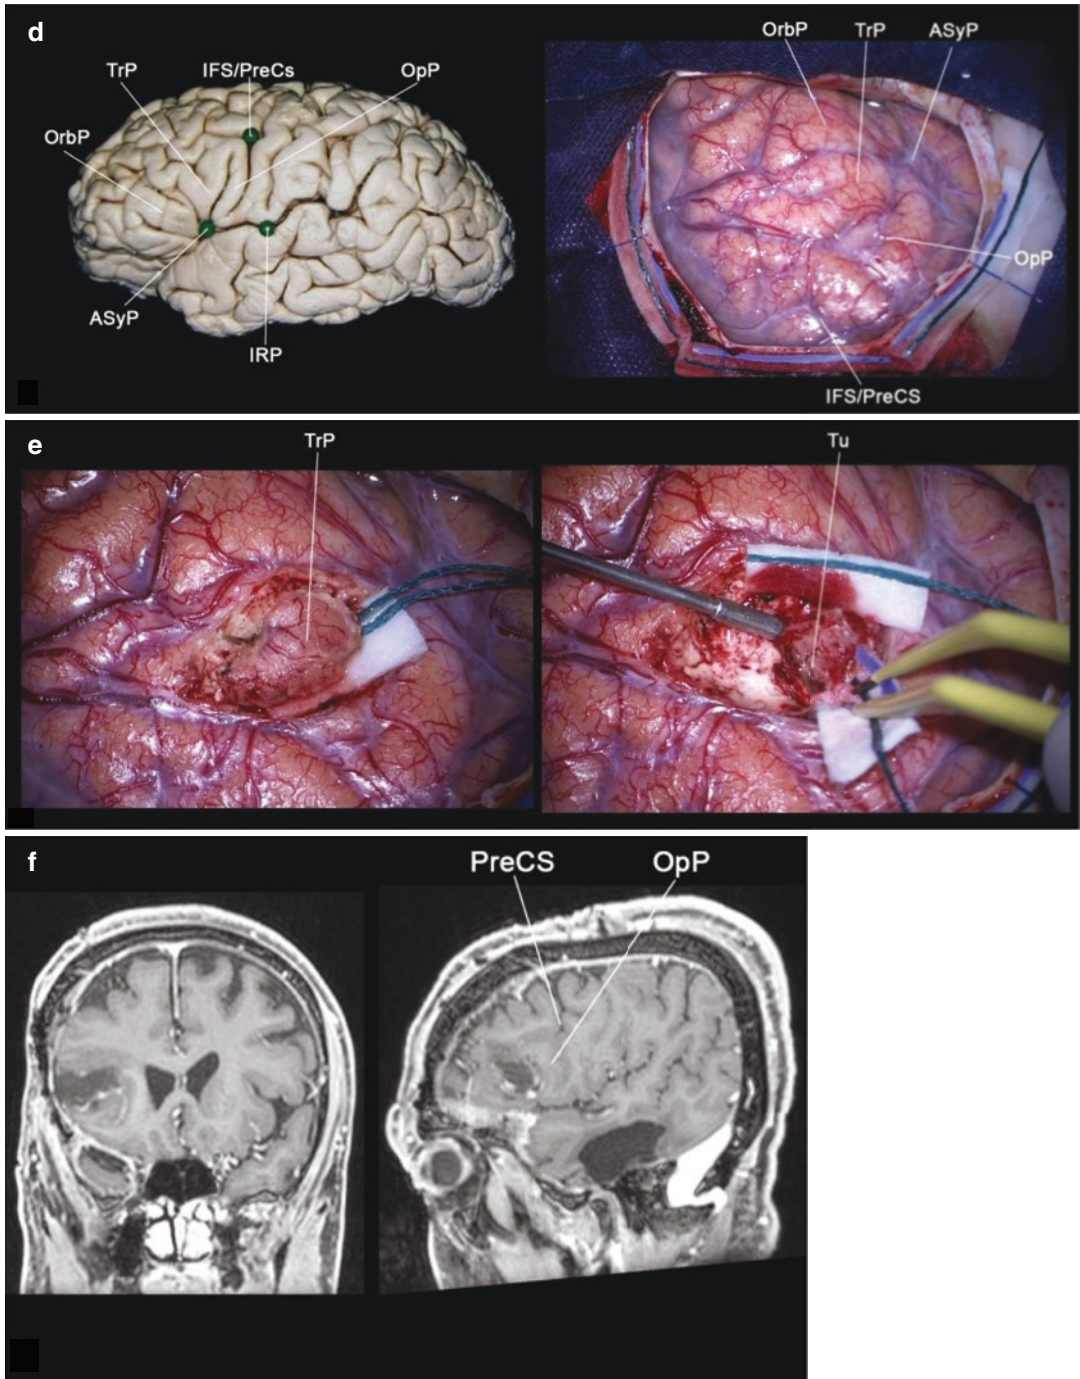 d
OrbP TrP ASyP
TrP IFS/PreCs OpP
OrbP
OpP
ASyP
IRP
IFS/PreCS
e
TrP Tu
f
PreCS OpP